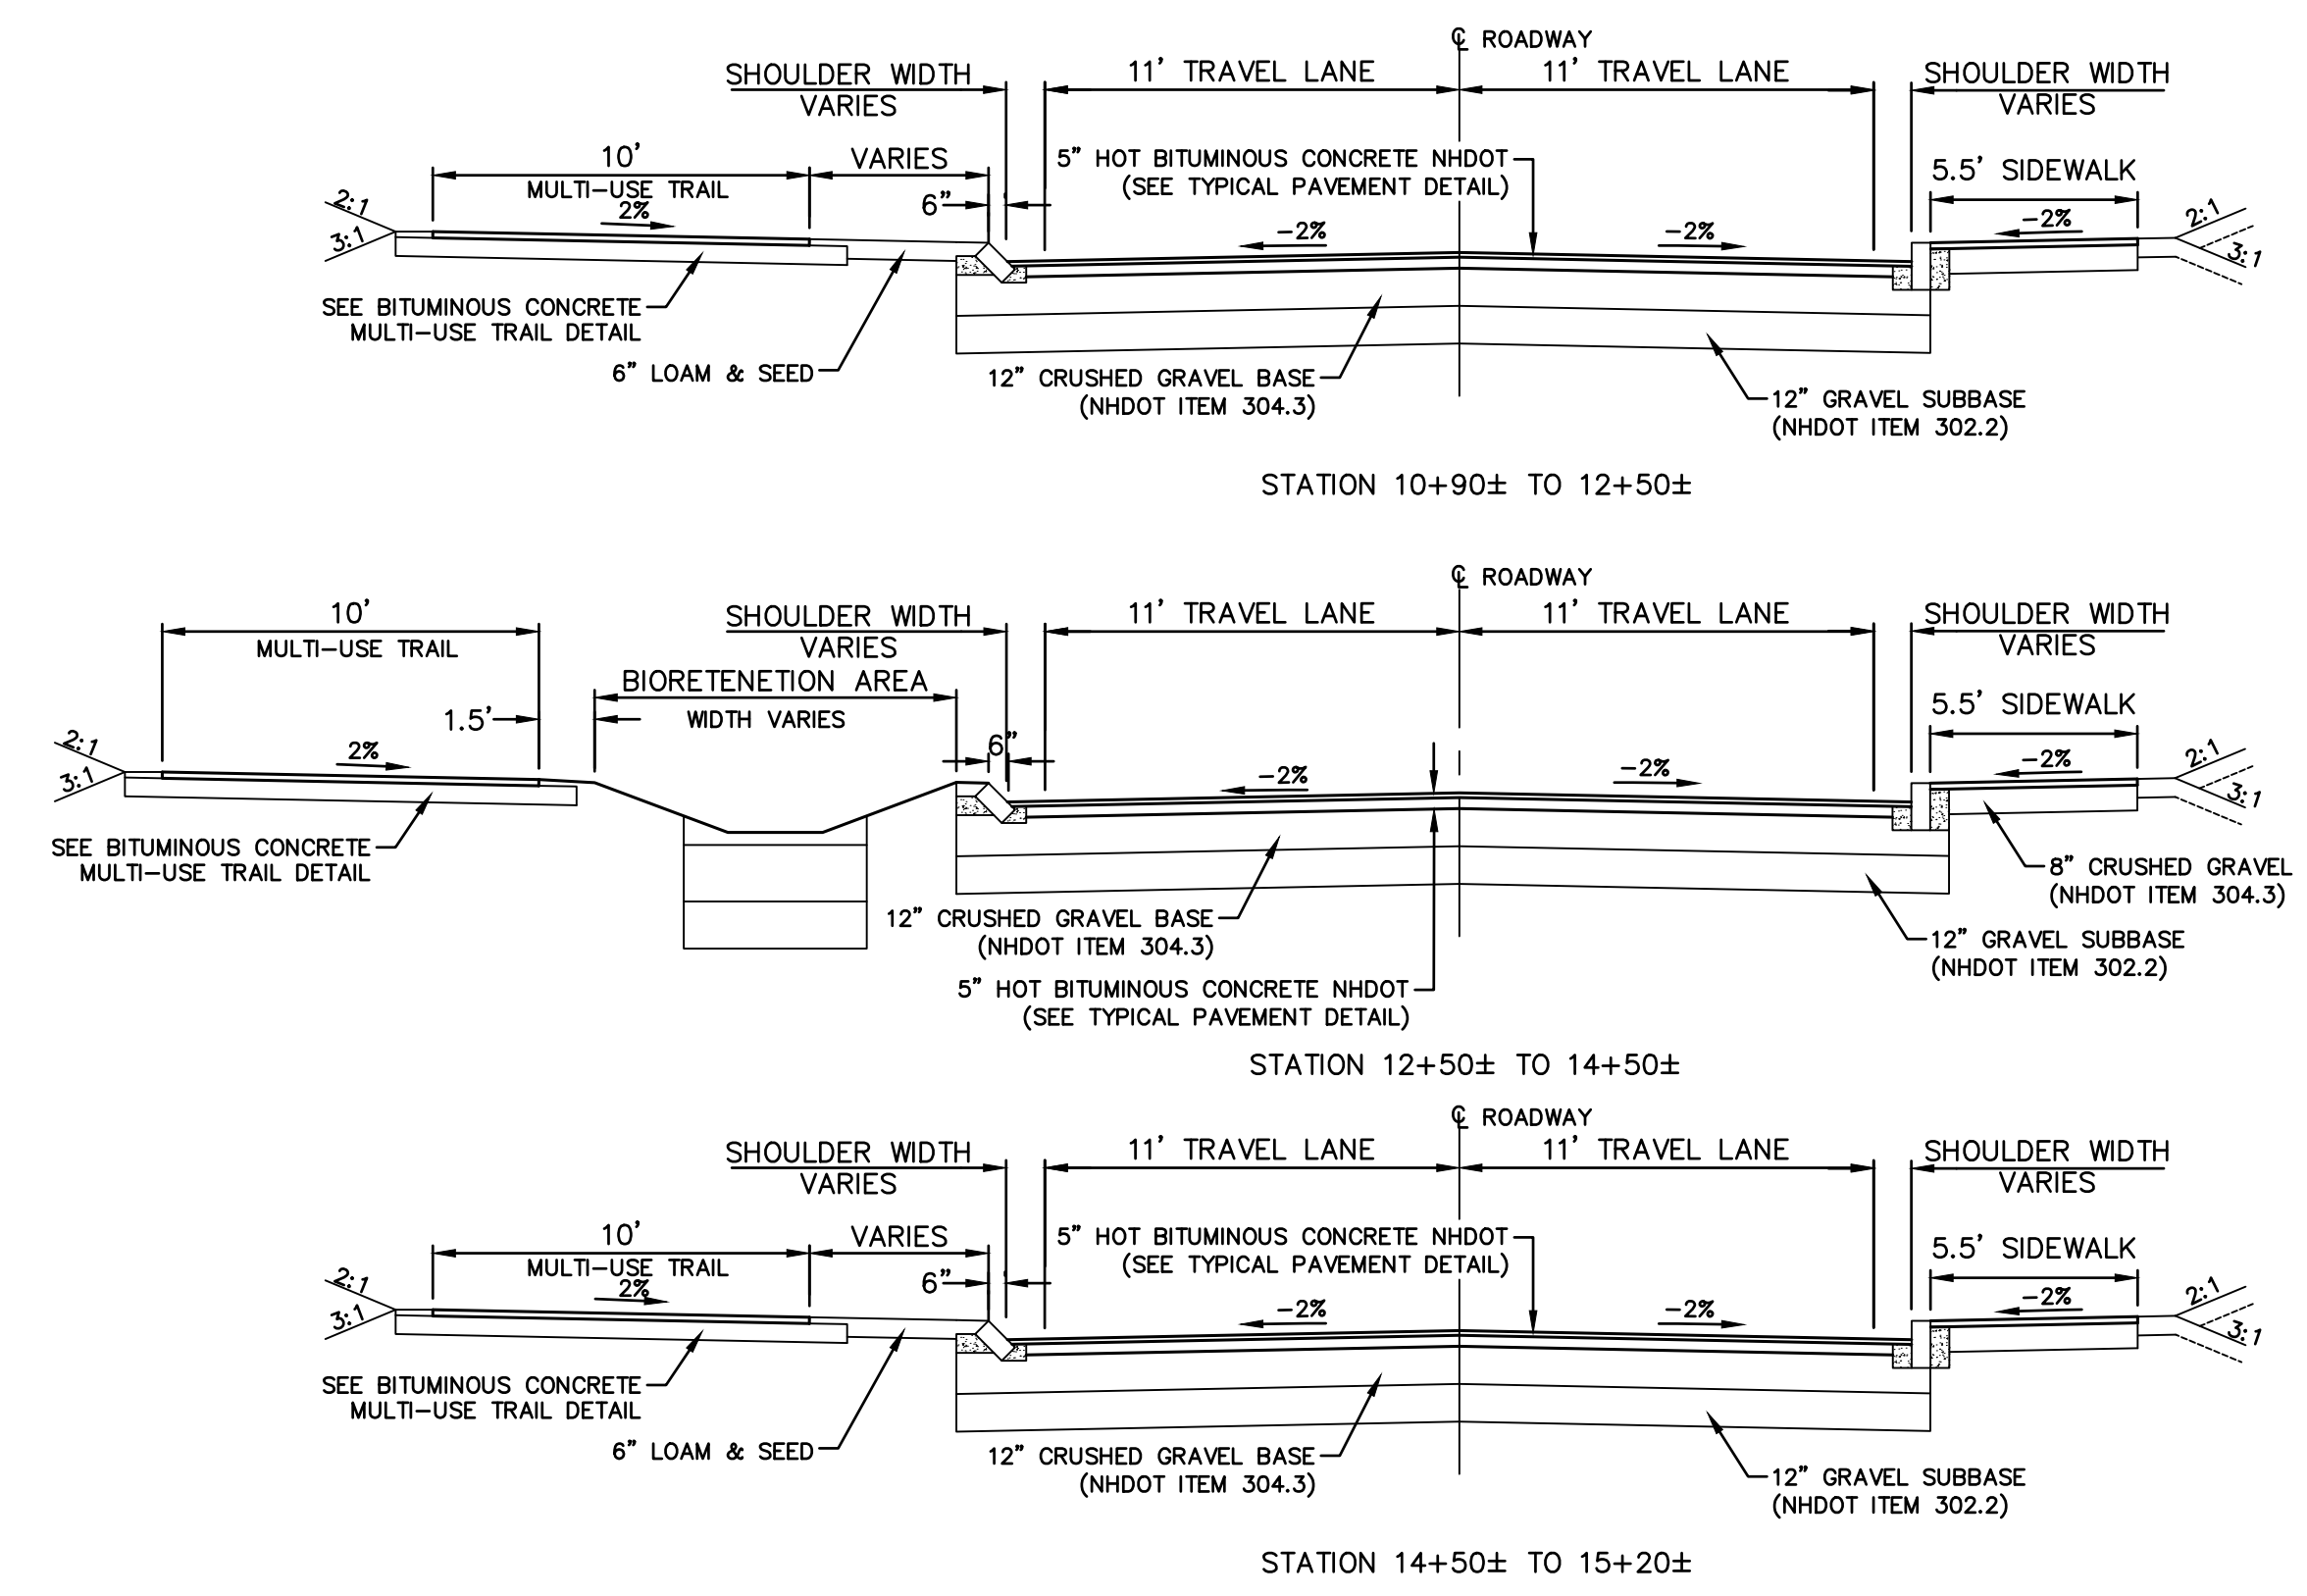 ℄ ROADWAY
SHOULDER WIDTH
VARIES
11' TRAVEL LANE
11' TRAVEL LANE
SHOULDER WIDTH
VARIES
10'
MULTI-USE TRAIL
2%
VARIES
6"
5" HOT BITUMINOUS CONCRETE NHDOT
(SEE TYPICAL PAVEMENT DETAIL)
5.5' SIDEWALK
2:1
3:1
-2%
-2%
-2%
2:1
3:1
SEE BITUMINOUS CONCRETE
MULTI-USE TRAIL DETAIL
6" LOAM & SEED
12" CRUSHED GRAVEL BASE
(NHDOT ITEM 304.3)
12" GRAVEL SUBBASE
(NHDOT ITEM 302.2)
STATION 10+90± TO 12+50±
℄ ROADWAY
10'
MULTI-USE TRAIL
SHOULDER WIDTH
VARIES
11' TRAVEL LANE
11' TRAVEL LANE
SHOULDER WIDTH
VARIES
BIORETENETION AREA
WIDTH VARIES
1.5'
6"
5.5' SIDEWALK
2:1
3:1
2%
-2%
-2%
-2%
2:1
3:1
SEE BITUMINOUS CONCRETE
MULTI-USE TRAIL DETAIL
8" CRUSHED GRAVEL
(NHDOT ITEM 304.3)
12" CRUSHED GRAVEL BASE
(NHDOT ITEM 304.3)
12" GRAVEL SUBBASE
(NHDOT ITEM 302.2)
5" HOT BITUMINOUS CONCRETE NHDOT
(SEE TYPICAL PAVEMENT DETAIL)
STATION 12+50± TO 14+50±
℄ ROADWAY
SHOULDER WIDTH
VARIES
11' TRAVEL LANE
11' TRAVEL LANE
SHOULDER WIDTH
VARIES
10'
MULTI-USE TRAIL
2%
VARIES
6"
5" HOT BITUMINOUS CONCRETE NHDOT
(SEE TYPICAL PAVEMENT DETAIL)
5.5' SIDEWALK
2:1
3:1
-2%
-2%
-2%
2:1
3:1
SEE BITUMINOUS CONCRETE
MULTI-USE TRAIL DETAIL
6" LOAM & SEED
12" CRUSHED GRAVEL BASE
(NHDOT ITEM 304.3)
12" GRAVEL SUBBASE
(NHDOT ITEM 302.2)
STATION 14+50± TO 15+20±